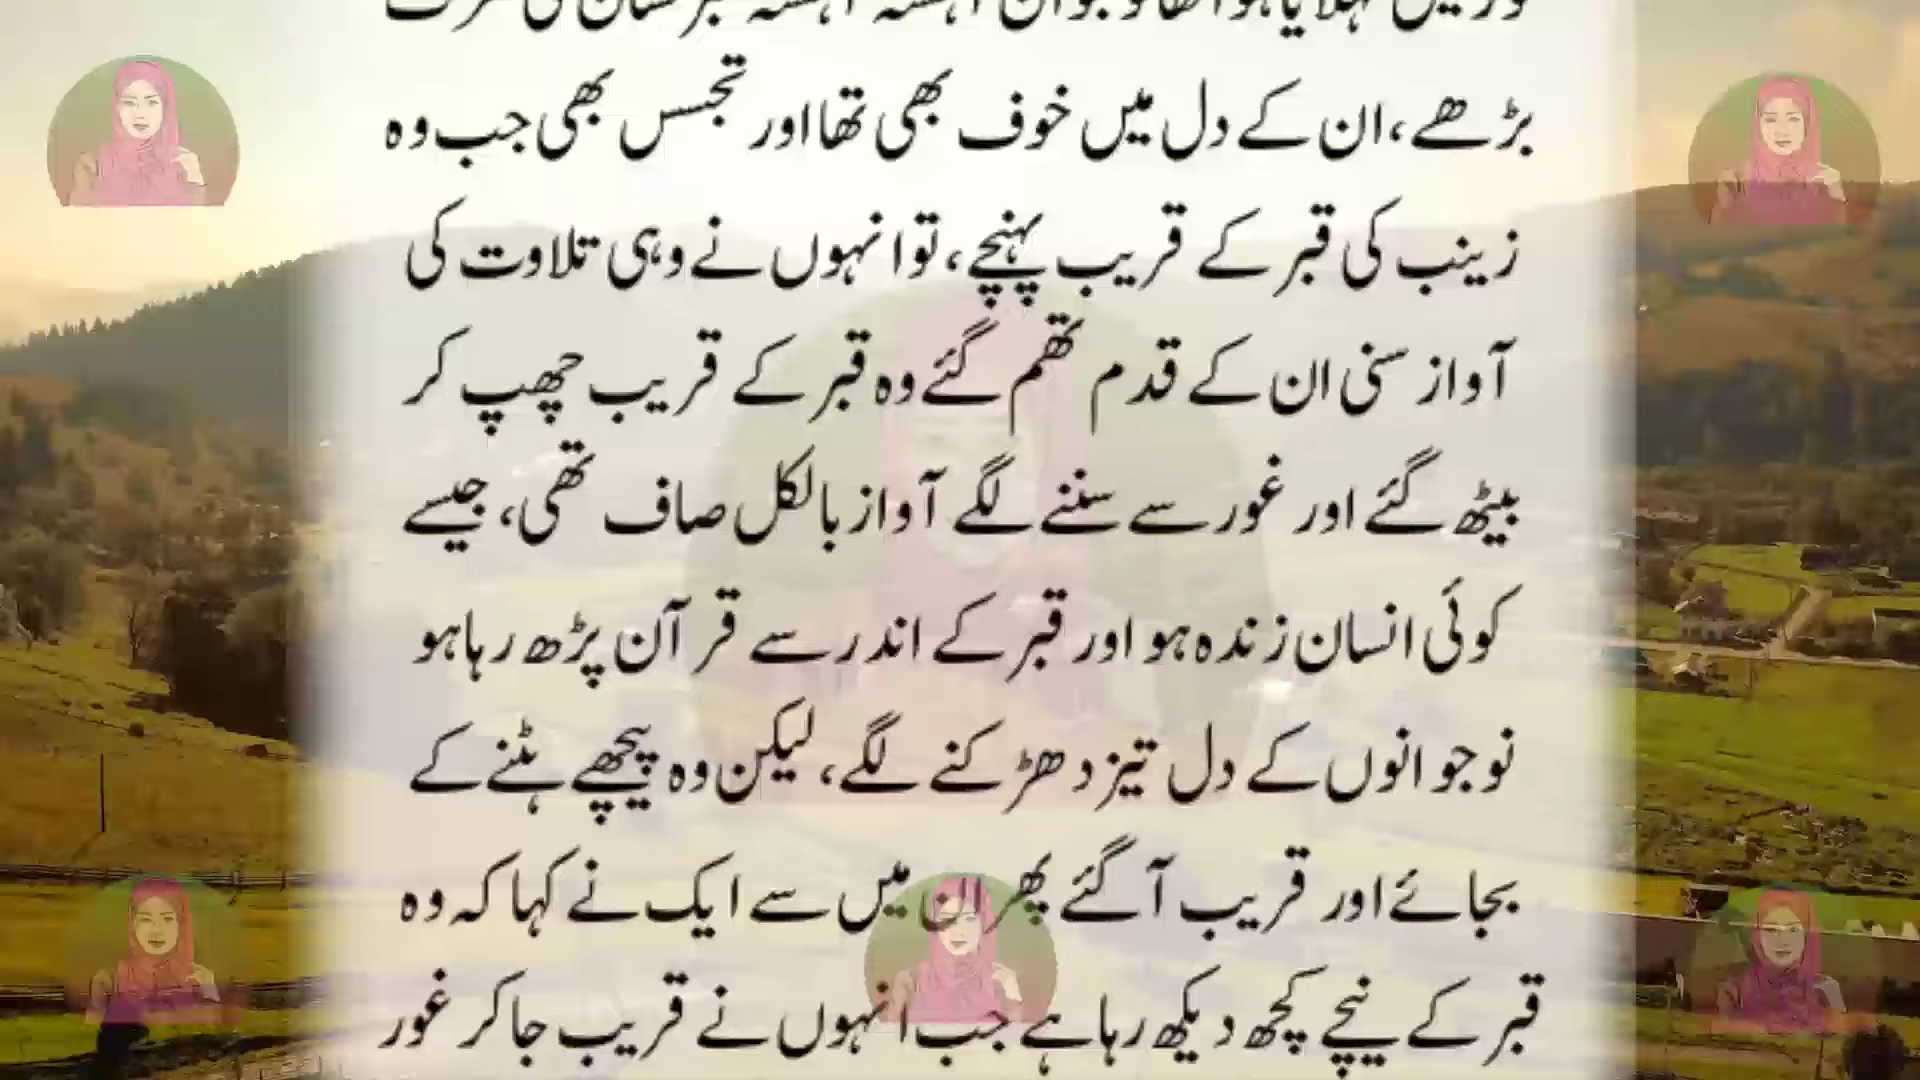 نوجوان آہستہ آہستہ قبرستان کی
بڑھے، ان کے دل میں خوف بھی تھا اور تجسس بھی جب وہ
زینب کی قبر کے قریب پہنچے، تو انہوں نے وہی تلاوت کی
آواز سنی ان کے قدم تھم گئے وہ قبر کے قریب چھپ کر
بیٹھ گئے اور غور سے سننے لگے آواز بالکل صاف تھی، جیسے
کوئی انسان زندہ ہو اور قبر کے اندر سے قرآن پڑھ رہا ہو
نوجوانوں کے دل تیز دھڑکنے لگے، لیکن وہ پیچھے ہٹنے کے
بجائے اور قریب آگئے پھر ان میں سے ایک نے کہا کہ وہ
قبر کے نیچے کچھ دیکھ رہا ہے جب انہوں نے قریب جا کر غور